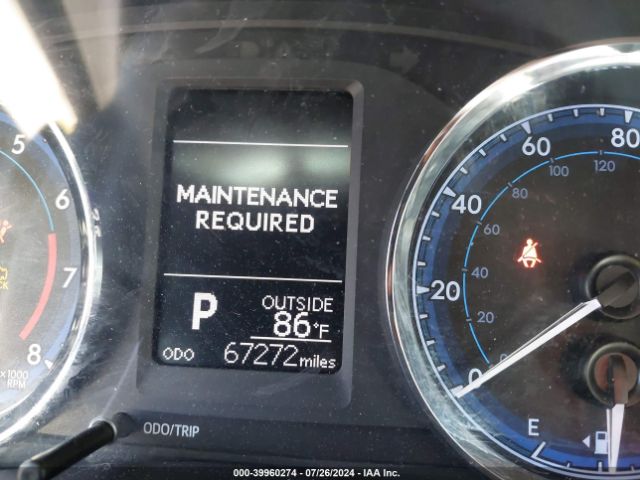 5
6
7
8
×1000
RPM
MAINTENANCE
REQUIRED
P
OUTSIDE
86°F
ODO 67272 miles
ODO/TRIP
0
20
40
60
80
0
20
40
60
80
100
120
E
000-39960274 - 07/26/2024 - IAA Inc.